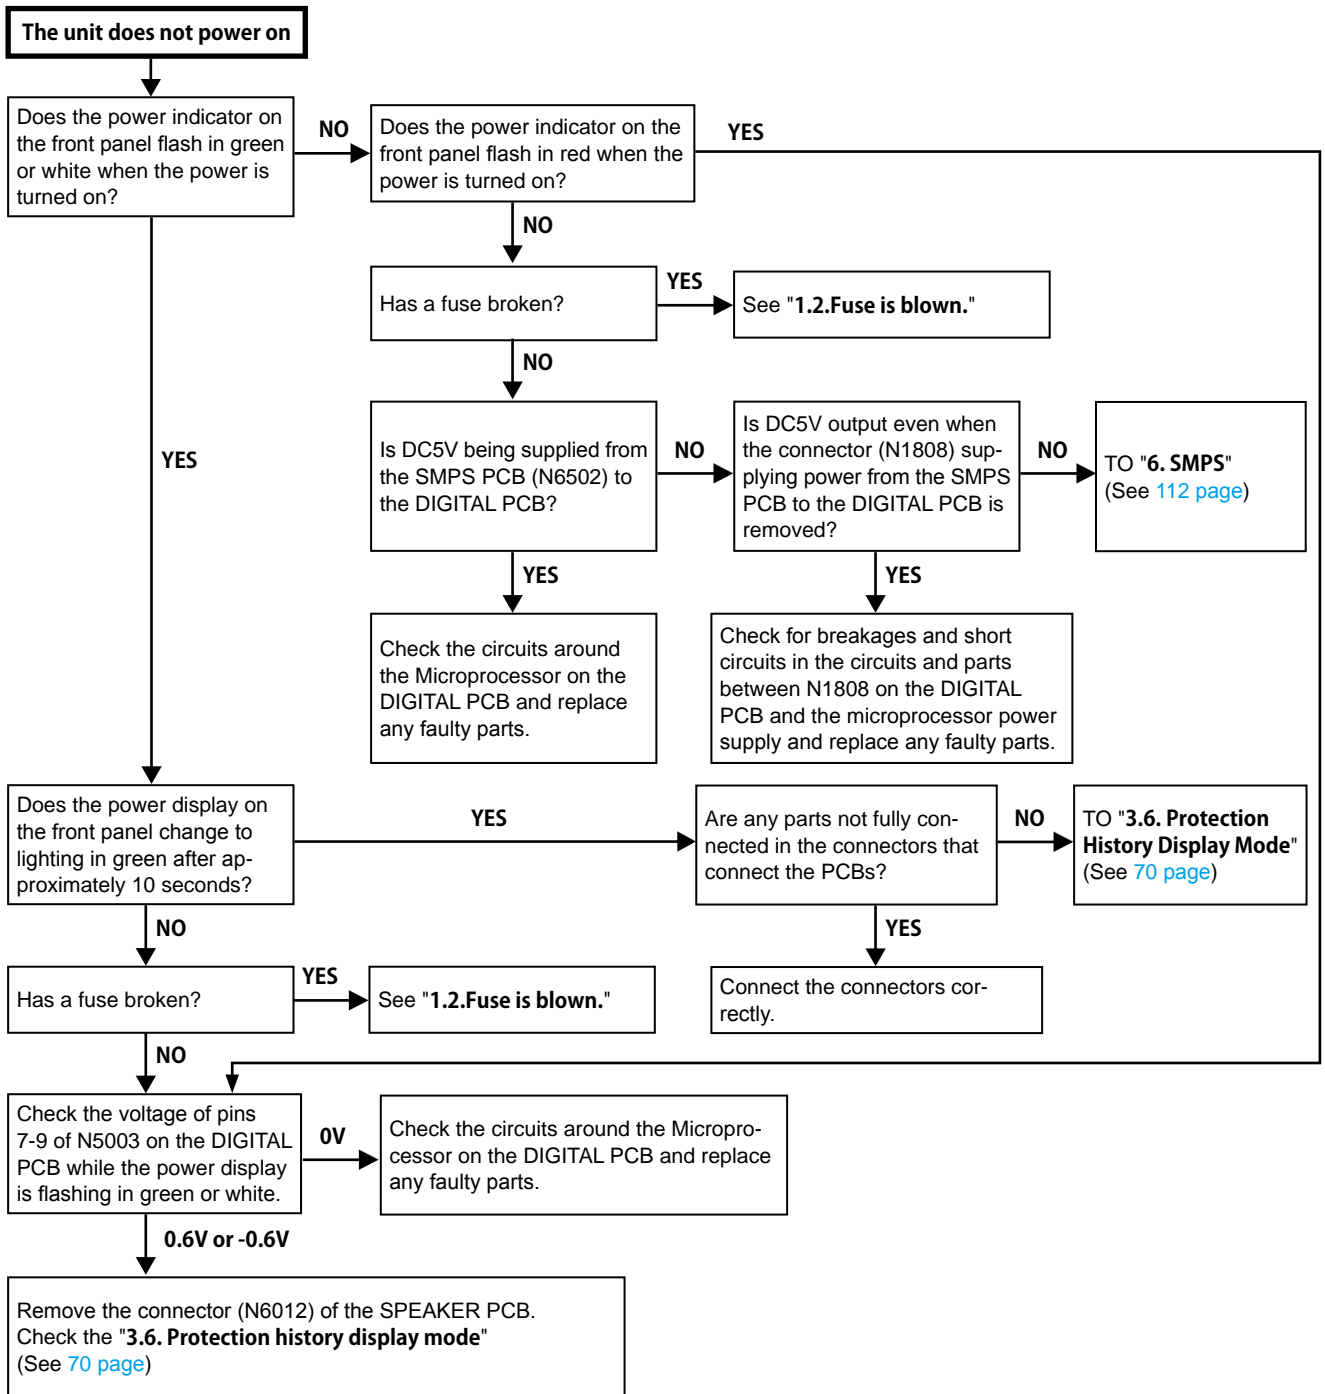 The unit does not power on
Does the power indicator on
the front panel flash in green
or white when the power is
turned on?
NO
Does the power indicator on the
front panel flash in red when the
power is turned on?
YES
NO
Has a fuse broken?
YES
See "1.2.Fuse is blown."
NO
YES
Is DC5V being supplied from
the SMPS PCB (N6502) to
the DIGITAL PCB?
NO
Is DC5V output even when
the connector (N1808) sup-
plying power from the SMPS
PCB to the DIGITAL PCB is
removed?
NO
TO "6. SMPS"
(See 112 page)
YES
YES
Check the circuits around
the Microprocessor on the
DIGITAL PCB and replace
any faulty parts.
Check for breakages and short
circuits in the circuits and parts
between N1808 on the DIGITAL
PCB and the microprocessor power
supply and replace any faulty parts.
Does the power display on
the front panel change to
lighting in green after ap-
proximately 10 seconds?
YES
Are any parts not fully con-
nected in the connectors that
connect the PCBs?
NO
TO "3.6. Protection
History Display Mode"
(See 70 page)
NO
YES
Has a fuse broken?
YES
See "1.2.Fuse is blown."
Connect the connectors cor-
rectly.
NO
Check the voltage of pins
7-9 of N5003 on the DIGITAL
PCB while the power display
is flashing in green or white.
0V
Check the circuits around the Micropro-
cessor on the DIGITAL PCB and replace
any faulty parts.
0.6V or -0.6V
Remove the connector (N6012) of the SPEAKER PCB.
Check the "3.6. Protection history display mode"
(See 70 page)